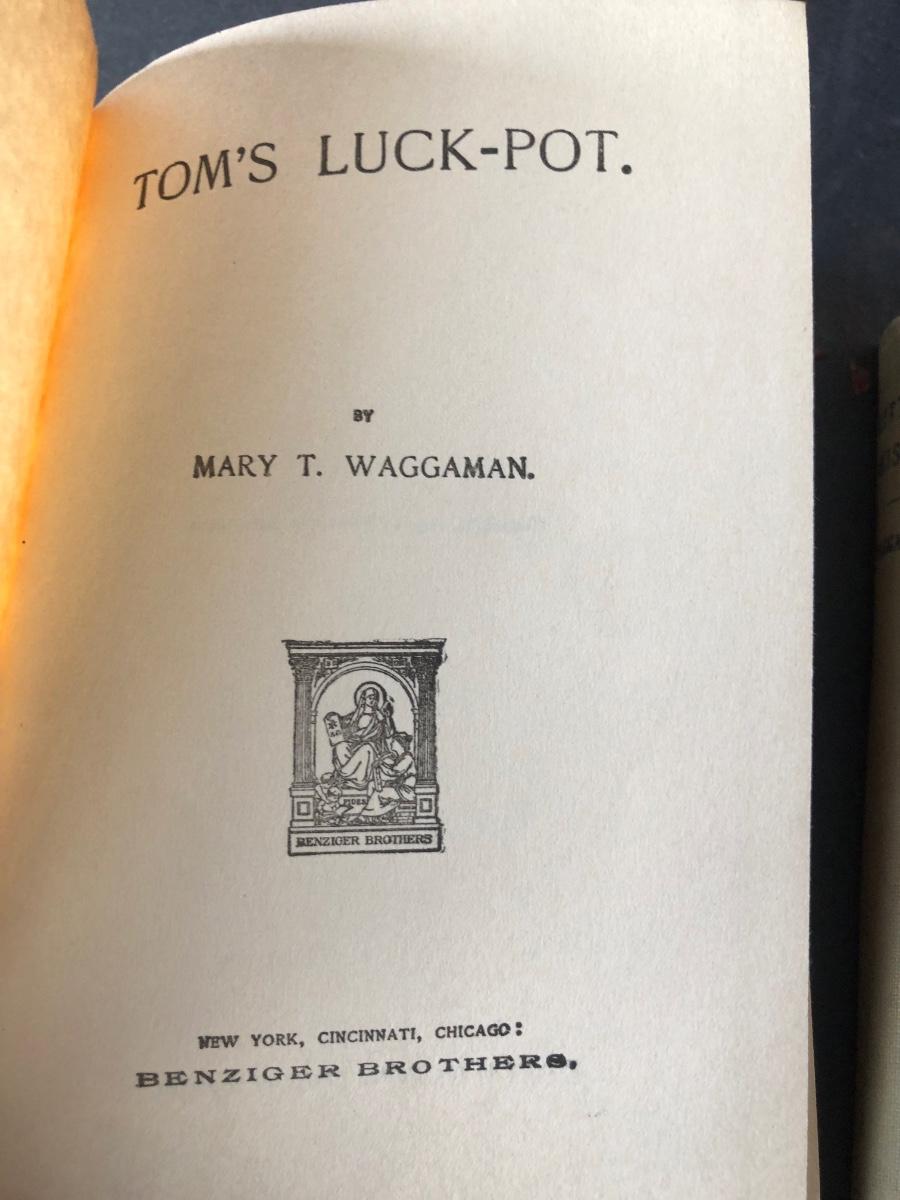 TOM'S LUCK-POT.
BY
MARY T. WAGGAMAN.
FIDES
BENZIGER BROTHERS
NEW YORK, CINCINNATI, CHICAGO:
BENZIGER BROTHERS.